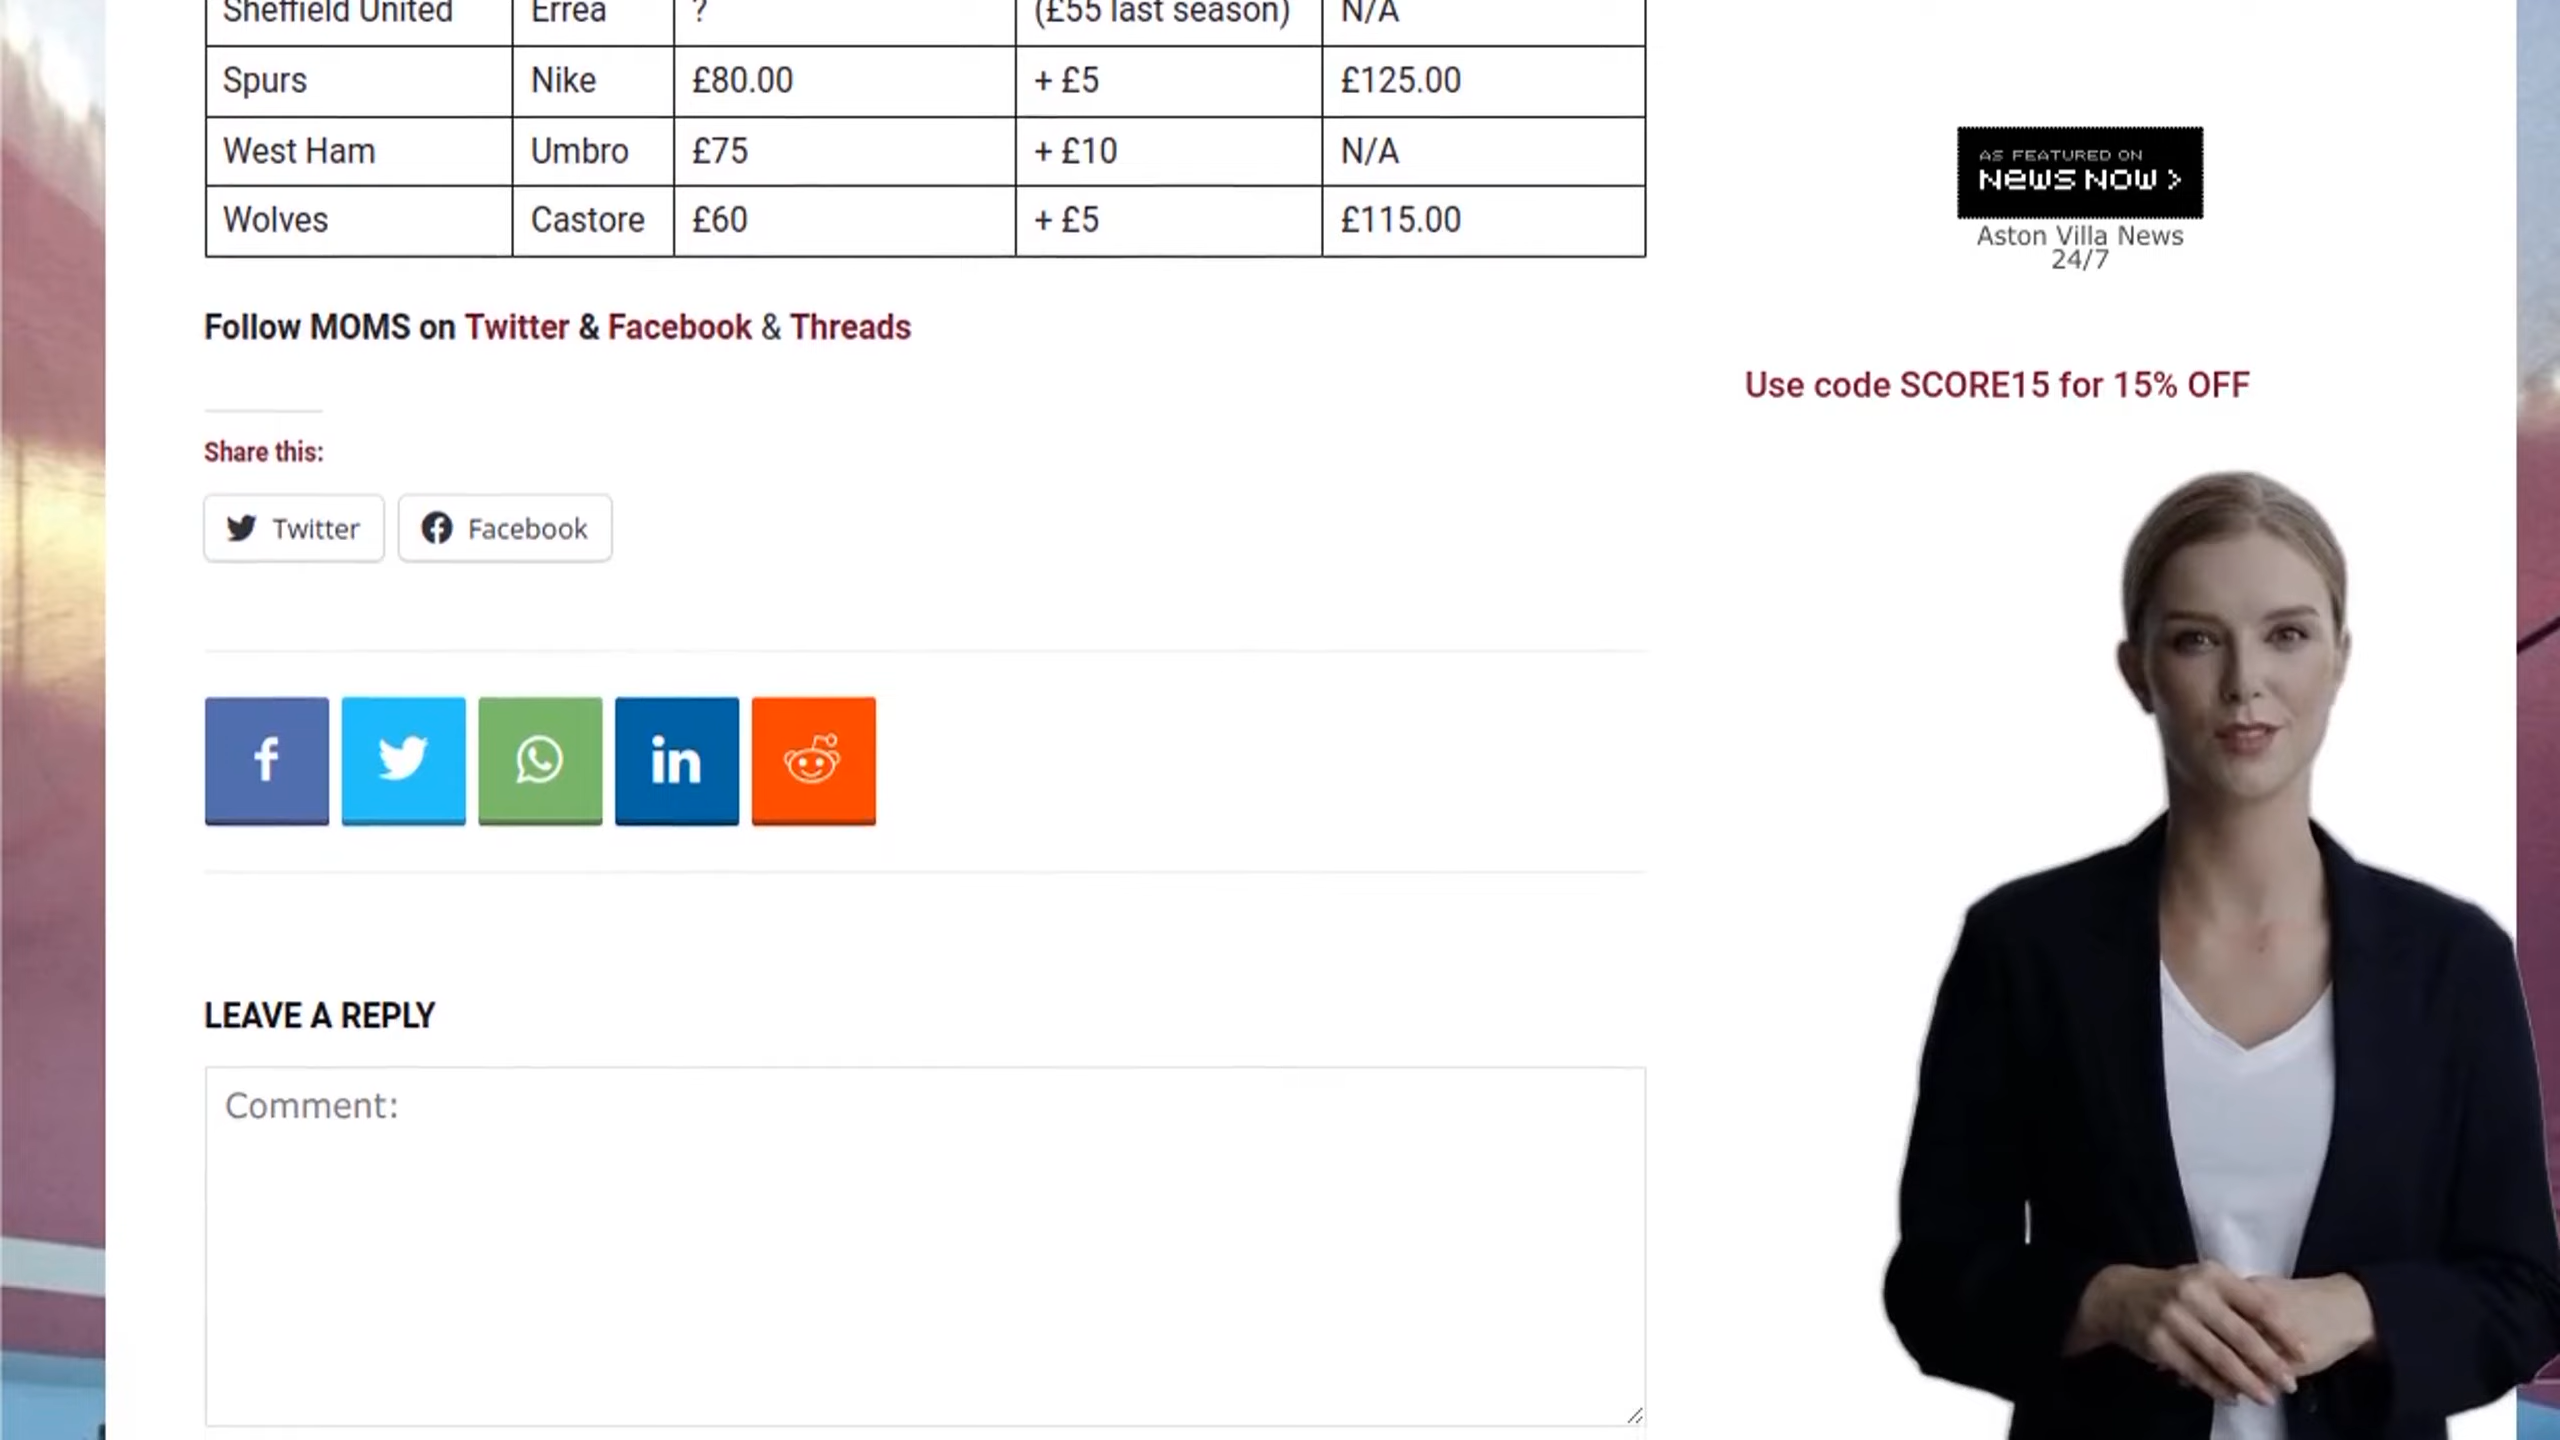 Sheffield United Errea ? (£55 last season) N/A
Spurs Nike £80.00 + £5 £125.00
West Ham Umbro £75 + £10 N/A
Wolves Castore £60 + £5 £115.00
Follow MOMS on Twitter & Facebook & Threads
Share this:
Twitter Facebook
f in
LEAVE A REPLY
Comment:
AS FEATURED ON
NEWS NOW >
Aston Villa News
24/7
Use code SCORE15 for 15% OFF